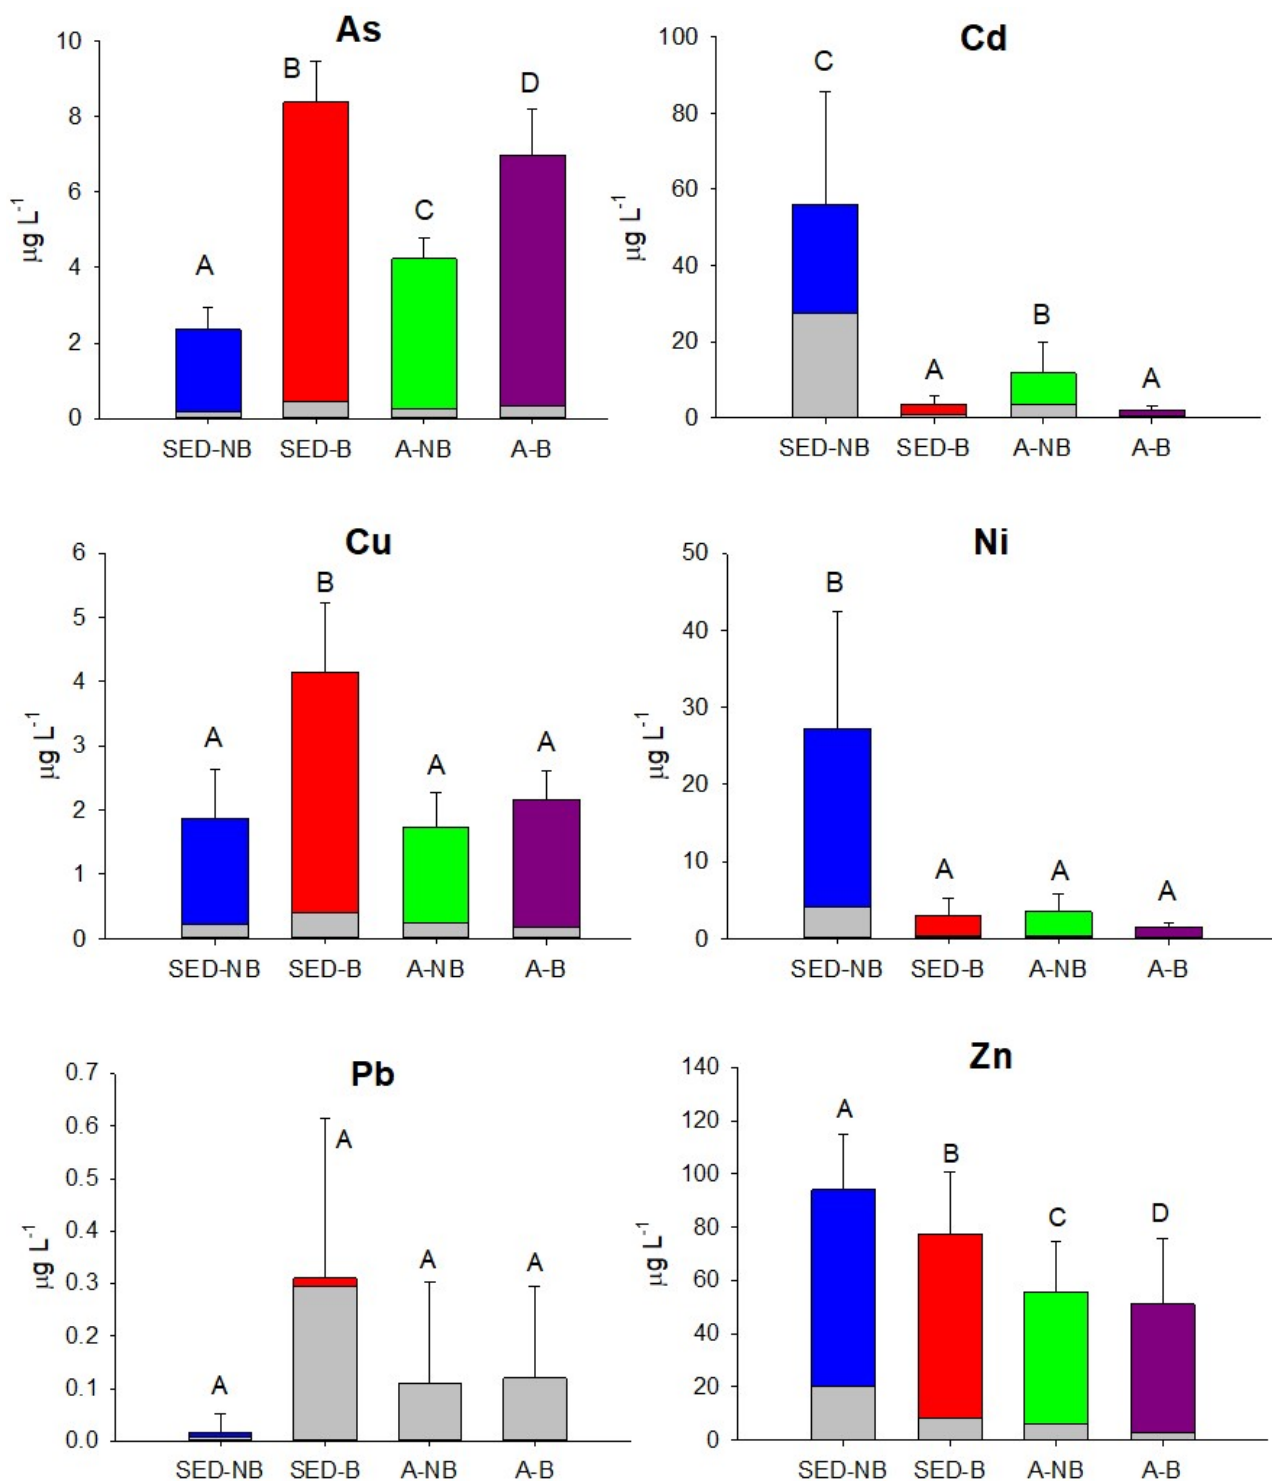 As
10
8
6
4
2
0
µg L⁻¹
A
B
C
D
SED-NB SED-B A-NB A-B
Cd
100
80
60
40
20
0
µg L⁻¹
C
A
B
A
SED-NB SED-B A-NB A-B
Cu
6
5
4
3
2
1
0
µg L⁻¹
A
B
A
A
SED-NB SED-B A-NB A-B
Ni
50
40
30
20
10
0
µg L⁻¹
B
A
A
A
SED-NB SED-B A-NB A-B
Pb
0.7
0.6
0.5
0.4
0.3
0.2
0.1
0.0
µg L⁻¹
A
A
A
A
SED-NB SED-B A-NB A-B
Zn
140
120
100
80
60
40
20
0
µg L⁻¹
A
B
C
D
SED-NB SED-B A-NB A-B